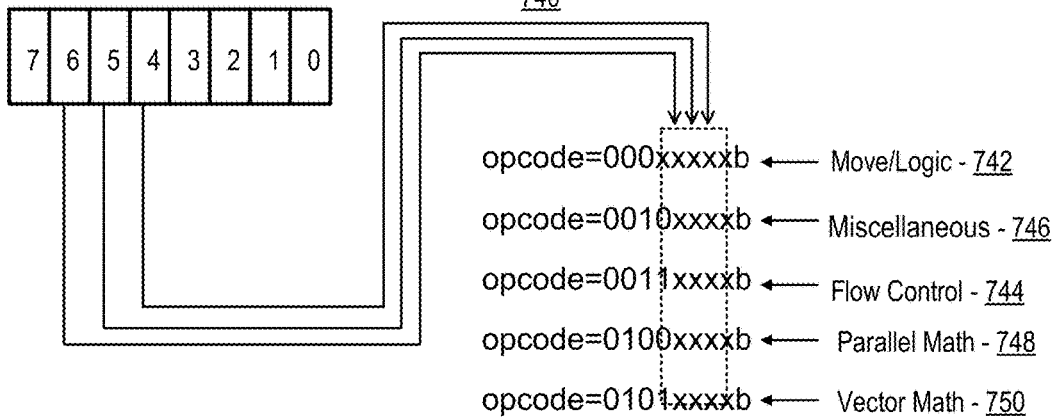 7 6 5 4 3 2 1 0
opcode=000xxxxxb Move/Logic - 742
opcode=0010xxxxb Miscellaneous - 746
opcode=0011xxxxb Flow Control - 744
opcode=0100xxxxb Parallel Math - 748
opcode=0101xxxxb Vector Math - 750